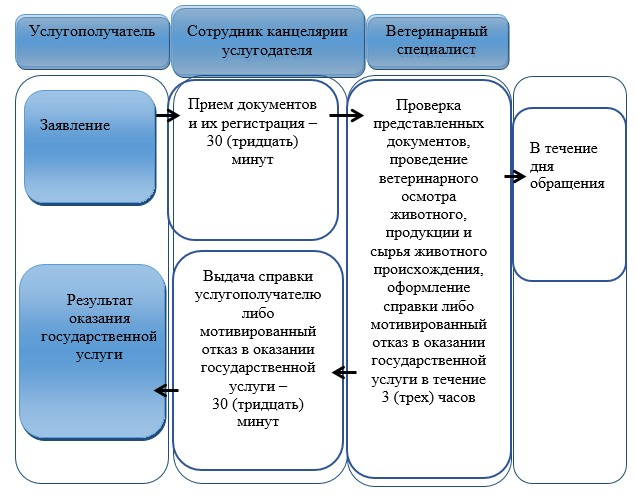 Услугополучатель
Сотрудник канцелярии
услугодателя
Ветеринарный
специалист
Заявление
Прием документов
и их регистрация –
30 (тридцать)
минут
Проверка
представленных
документов,
проведение
ветеринарного
осмотра
животного,
продукции и
сырья животного
происхождения,
оформление
справки либо
мотивированный
отказ в оказании
государственной
услуги в течение
3 (трех) часов
В течение
дня
обращения
Выдача справки
услугополучателю
либо
мотивированный
отказ в оказании
государственной
услуги –
30 (тридцать)
минут
Результат
оказания
государственной
услуги